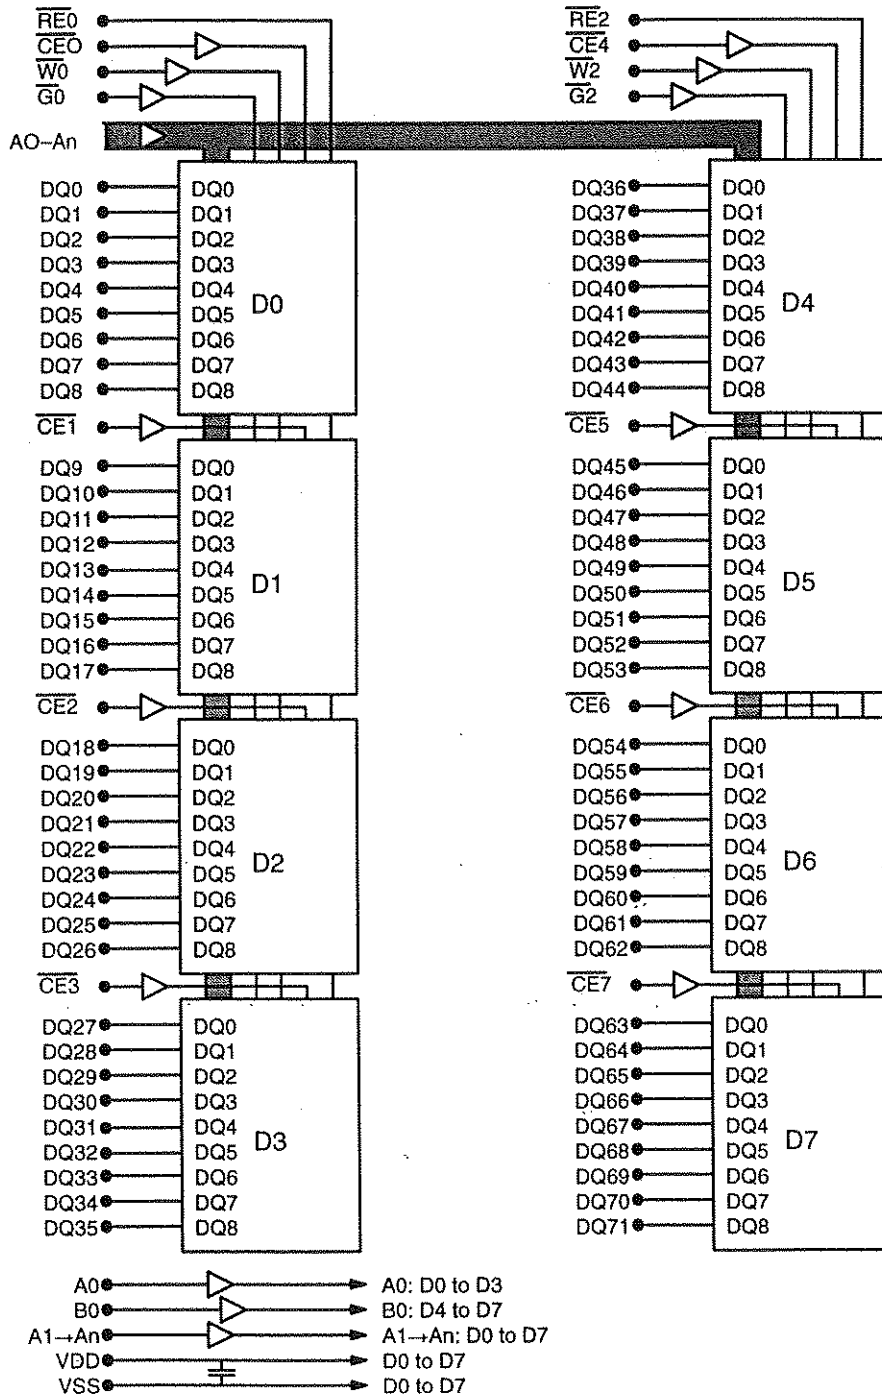 RE0
CEO
W0
G0
AO–An
DQ0 DQ0
DQ1 DQ1
DQ2 DQ2
DQ3 DQ3
DQ4 DQ4
D0
DQ5 DQ5
DQ6 DQ6
DQ7 DQ7
DQ8 DQ8
CE1
DQ9 DQ0
DQ10 DQ1
DQ11 DQ2
DQ12 DQ3
DQ13 DQ4
D1
DQ14 DQ5
DQ15 DQ6
DQ16 DQ7
DQ17 DQ8
CE2
DQ18 DQ0
DQ19 DQ1
DQ20 DQ2
DQ21 DQ3
DQ22 DQ4
D2
DQ23 DQ5
DQ24 DQ6
DQ25 DQ7
DQ26 DQ8
CE3
DQ27 DQ0
DQ28 DQ1
DQ29 DQ2
DQ30 DQ3
DQ31 DQ4
D3
DQ32 DQ5
DQ33 DQ6
DQ34 DQ7
DQ35 DQ8
RE2
CE4
W2
G2
DQ36 DQ0
DQ37 DQ1
DQ38 DQ2
DQ39 DQ3
DQ40 DQ4
D4
DQ41 DQ5
DQ42 DQ6
DQ43 DQ7
DQ44 DQ8
CE5
DQ45 DQ0
DQ46 DQ1
DQ47 DQ2
DQ48 DQ3
DQ49 DQ4
D5
DQ50 DQ5
DQ51 DQ6
DQ52 DQ7
DQ53 DQ8
CE6
DQ54 DQ0
DQ55 DQ1
DQ56 DQ2
DQ57 DQ3
DQ58 DQ4
D6
DQ59 DQ5
DQ60 DQ6
DQ61 DQ7
DQ62 DQ8
CE7
DQ63 DQ0
DQ64 DQ1
DQ65 DQ2
DQ66 DQ3
DQ67 DQ4
D7
DQ68 DQ5
DQ69 DQ6
DQ70 DQ7
DQ71 DQ8
A0 A0: D0 to D3
B0 B0: D4 to D7
A1→An A1→An: D0 to D7
VDD D0 to D7
VSS D0 to D7